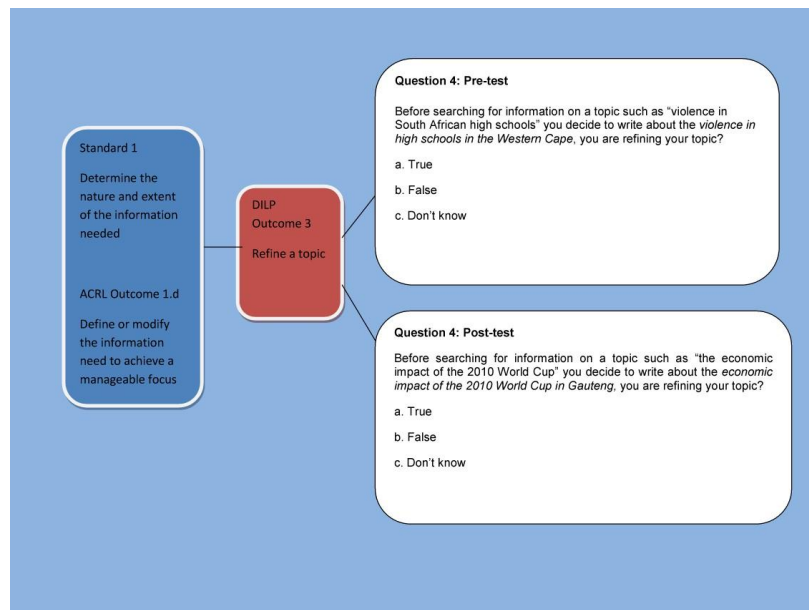 Standard 1
Determine the
nature and extent
of the information
needed
ACRL Outcome 1.d
Define or modify
the information
need to achieve a
manageable focus
DILP
Outcome 3
Refine a topic
Question 4: Pre-test
Before searching for information on a topic such as “violence in
South African high schools” you decide to write about the violence in
high schools in the Western Cape, you are refining your topic?
a. True
b. False
c. Don’t know
Question 4: Post-test
Before searching for information on a topic such as “the economic
impact of the 2010 World Cup” you decide to write about the economic
impact of the 2010 World Cup in Gauteng, you are refining your topic?
a. True
b. False
c. Don’t know